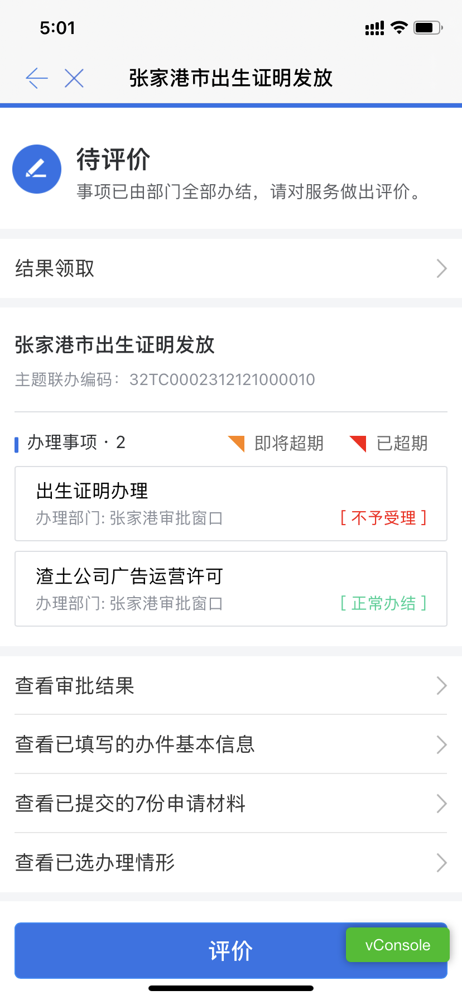 5:01
张家港市出生证明发放
待评价
事项已由部门全部办结，请对服务做出评价。
结果领取
张家港市出生证明发放
主题联办编码：32TC0002312121000010
办理事项 · 2 即将超期 已超期
出生证明办理
办理部门: 张家港审批窗口 [ 不予受理 ]
渣土公司广告运营许可
办理部门: 张家港审批窗口 [ 正常办结 ]
查看审批结果
查看已填写的办件基本信息
查看已提交的7份申请材料
查看已选办理情形
评价
vConsole